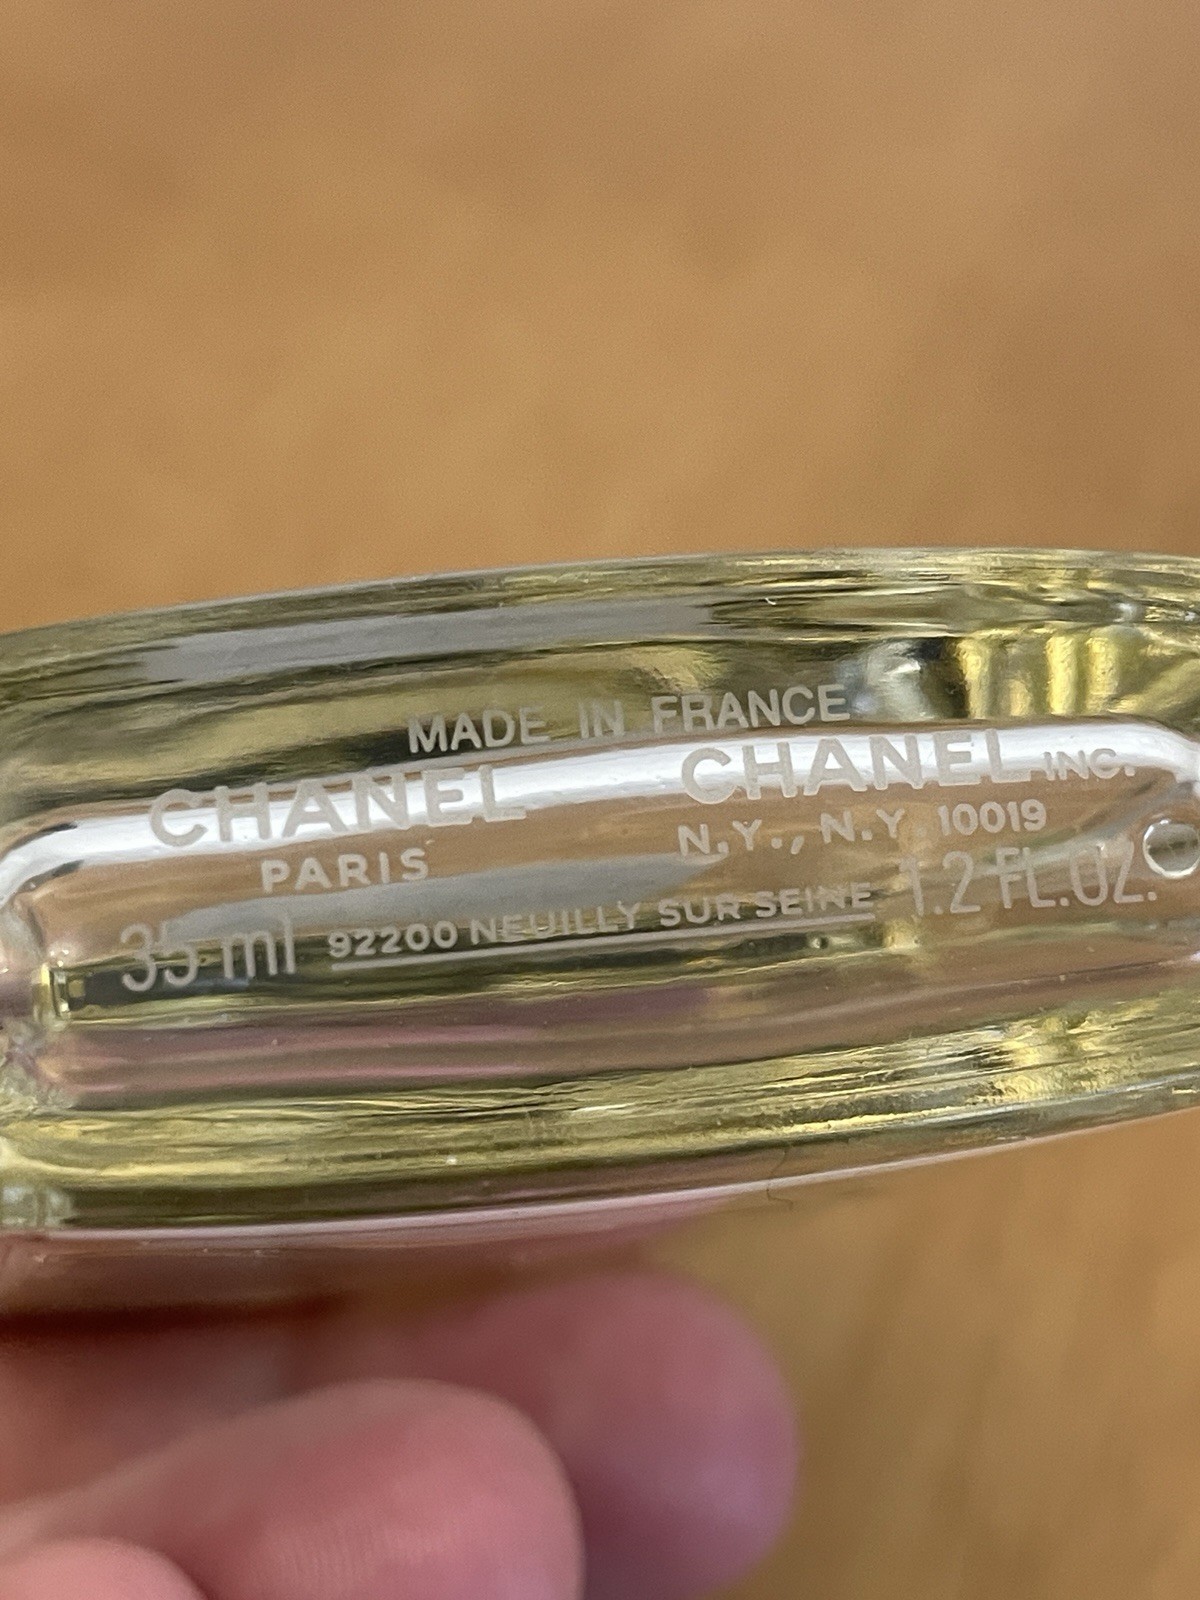 MADE IN FRANCE
CHANEL CHANEL INC.
PARIS N.Y., N.Y. 10019
35 ml 92200 NEUILLY SUR SEINE 1.2 FL.OZ.